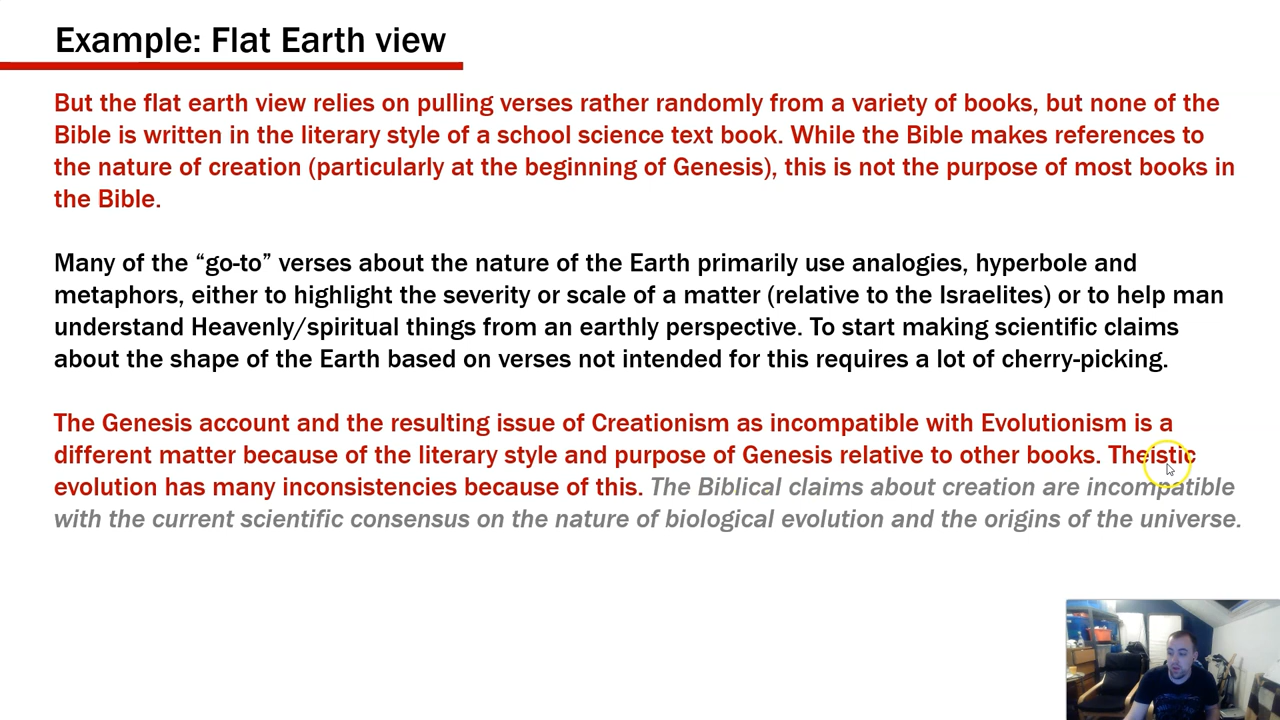 Example: Flat Earth view
But the flat earth view relies on pulling verses rather randomly from a variety of books, but none of the
Bible is written in the literary style of a school science text book. While the Bible makes references to
the nature of creation (particularly at the beginning of Genesis), this is not the purpose of most books in
the Bible.
Many of the “go-to” verses about the nature of the Earth primarily use analogies, hyperbole and
metaphors, either to highlight the severity or scale of a matter (relative to the Israelites) or to help man
understand Heavenly/spiritual things from an earthly perspective. To start making scientific claims
about the shape of the Earth based on verses not intended for this requires a lot of cherry-picking.
The Genesis account and the resulting issue of Creationism as incompatible with Evolutionism is a
different matter because of the literary style and purpose of Genesis relative to other books. Theistic
evolution has many inconsistencies because of this. The Biblical claims about creation are incompatible
with the current scientific consensus on the nature of biological evolution and the origins of the universe.